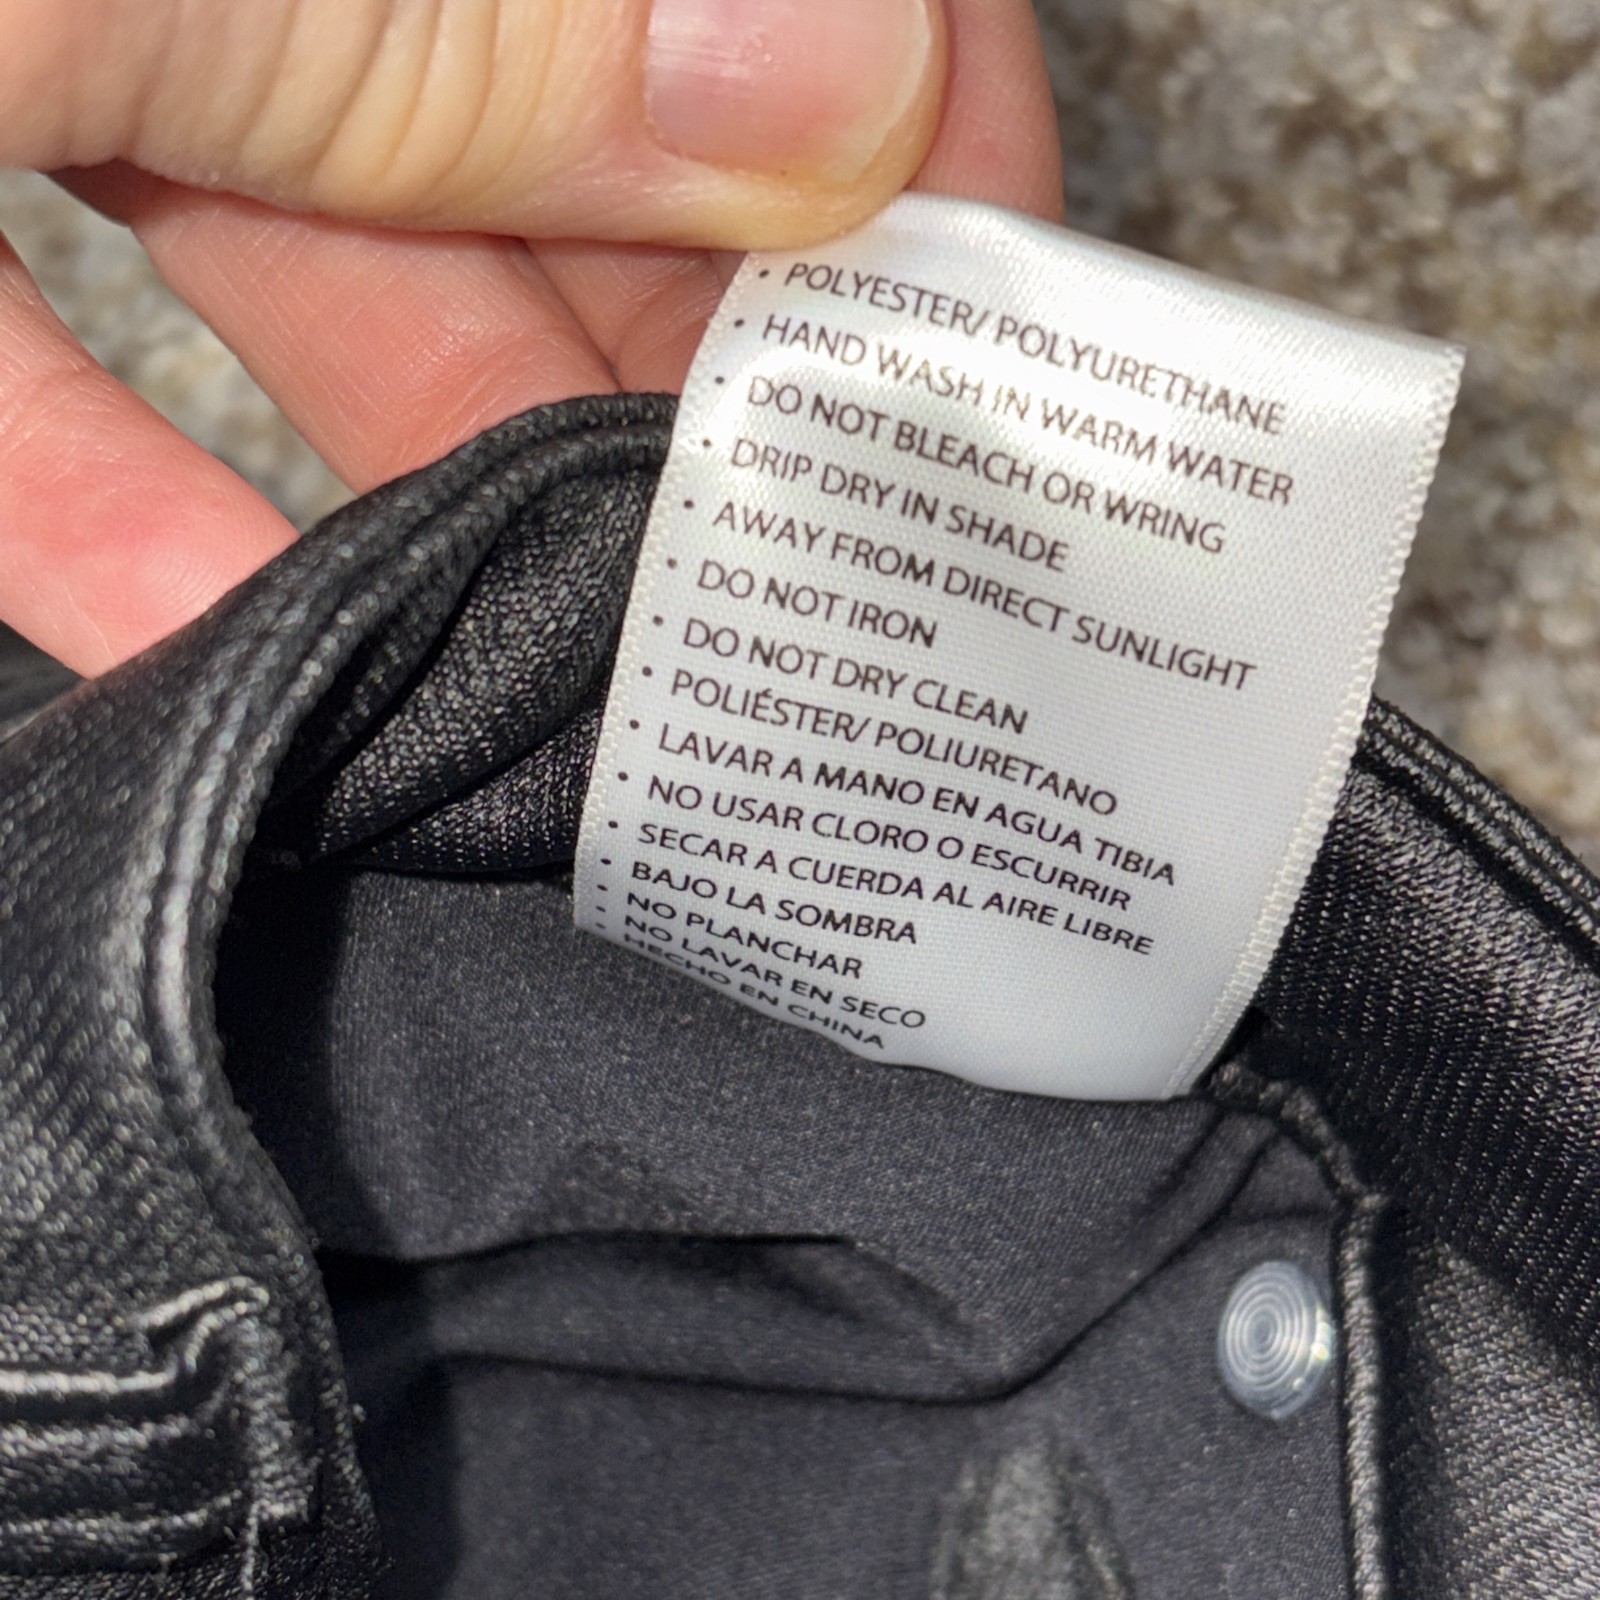 • POLYESTER/ POLYURETHANE
• HAND WASH IN WARM WATER
• DO NOT BLEACH OR WRING
• DRIP DRY IN SHADE
• AWAY FROM DIRECT SUNLIGHT
• DO NOT IRON
• DO NOT DRY CLEAN
• POLIÉSTER/ POLIURETANO
• LAVAR A MANO EN AGUA TIBIA
• NO USAR CLORO O ESCURRIR
• SECAR A CUERDA AL AIRE LIBRE
• BAJO LA SOMBRA
• NO PLANCHAR
• NO LAVAR EN SECO
• HECHO EN CHINA